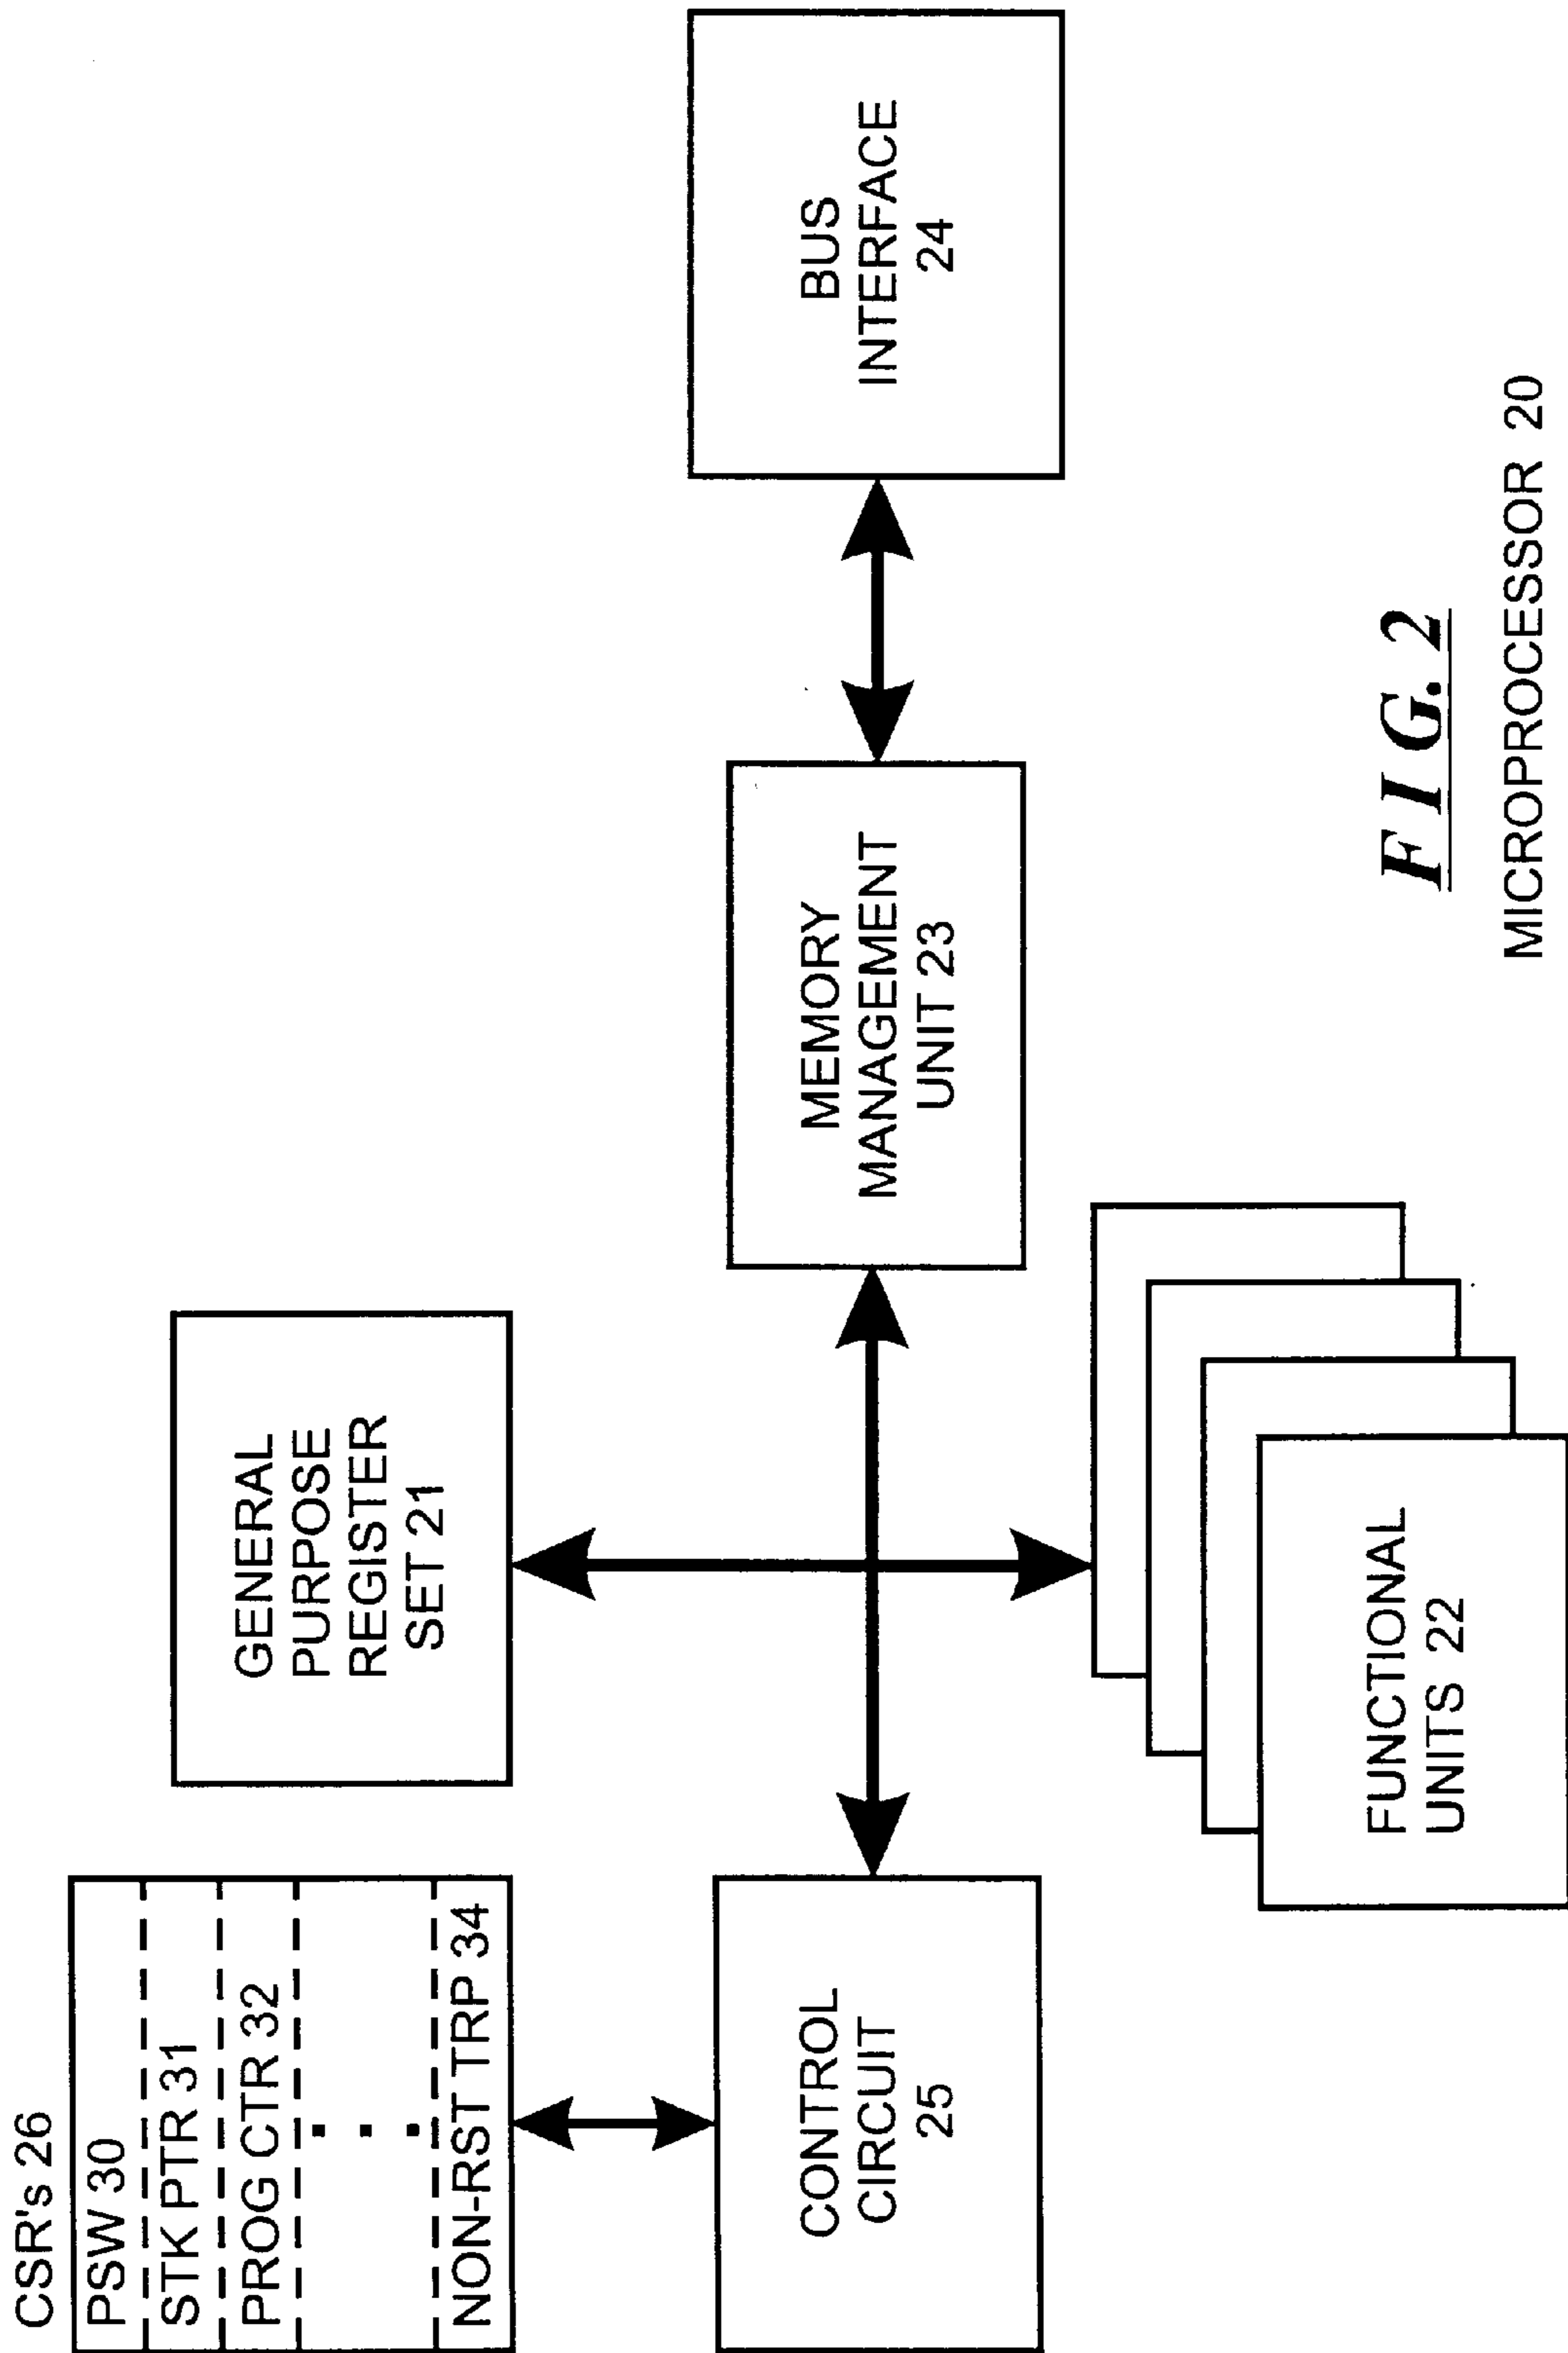 CSR's 26
PSW 30
STK PTR 31
PROG CTR 32
NON-RST TRP 34
GENERAL
PURPOSE
REGISTER
SET 21
CONTROL
CIRCUIT
25
MEMORY
MANAGEMENT
UNIT 23
BUS
INTERFACE
24
FUNCTIONAL
UNITS 22
FIG. 2
MICROPROCESSOR 20